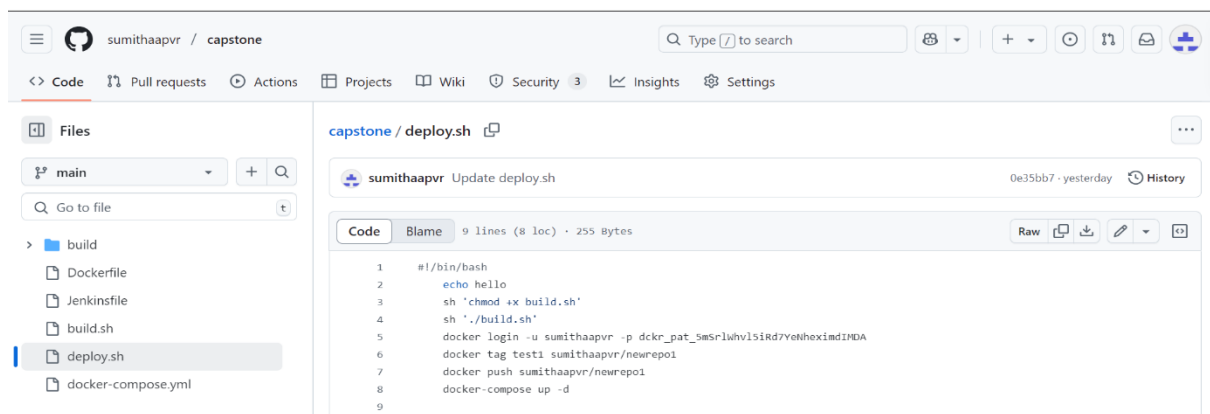 sumithaapvr / capstone
Type / to search
Code
Pull requests
Actions
Projects
Wiki
Security 3
Insights
Settings
Files
main
Go to file
t
build
Dockerfile
Jenkinsfile
build.sh
deploy.sh
docker-compose.yml
capstone / deploy.sh
sumithaapvr Update deploy.sh
0e35bb7 · yesterday
History
Code
Blame
9 lines (8 loc) · 255 Bytes
Raw
1 #!/bin/bash
2 echo hello
3 sh 'chmod +x build.sh'
4 sh './build.sh'
5 docker login -u sumithaapvr -p
6 docker tag test1 sumithaapvr/newrepo1
7 docker push sumithaapvr/newrepo1
8 docker-compose up -d
9